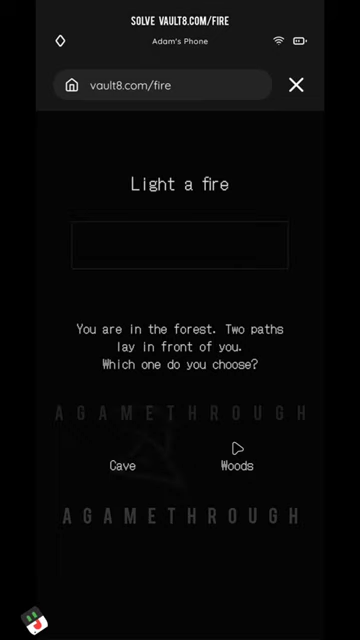 SOLVE VAULT8.COM/FIRE
Adam's Phone
vault8.com/fire
Light a fire
You are in the forest. Two paths
lay in front of you.
Which one do you choose?
AGAMETHROUGH
Cave
Woods
AGAMETHROUGH